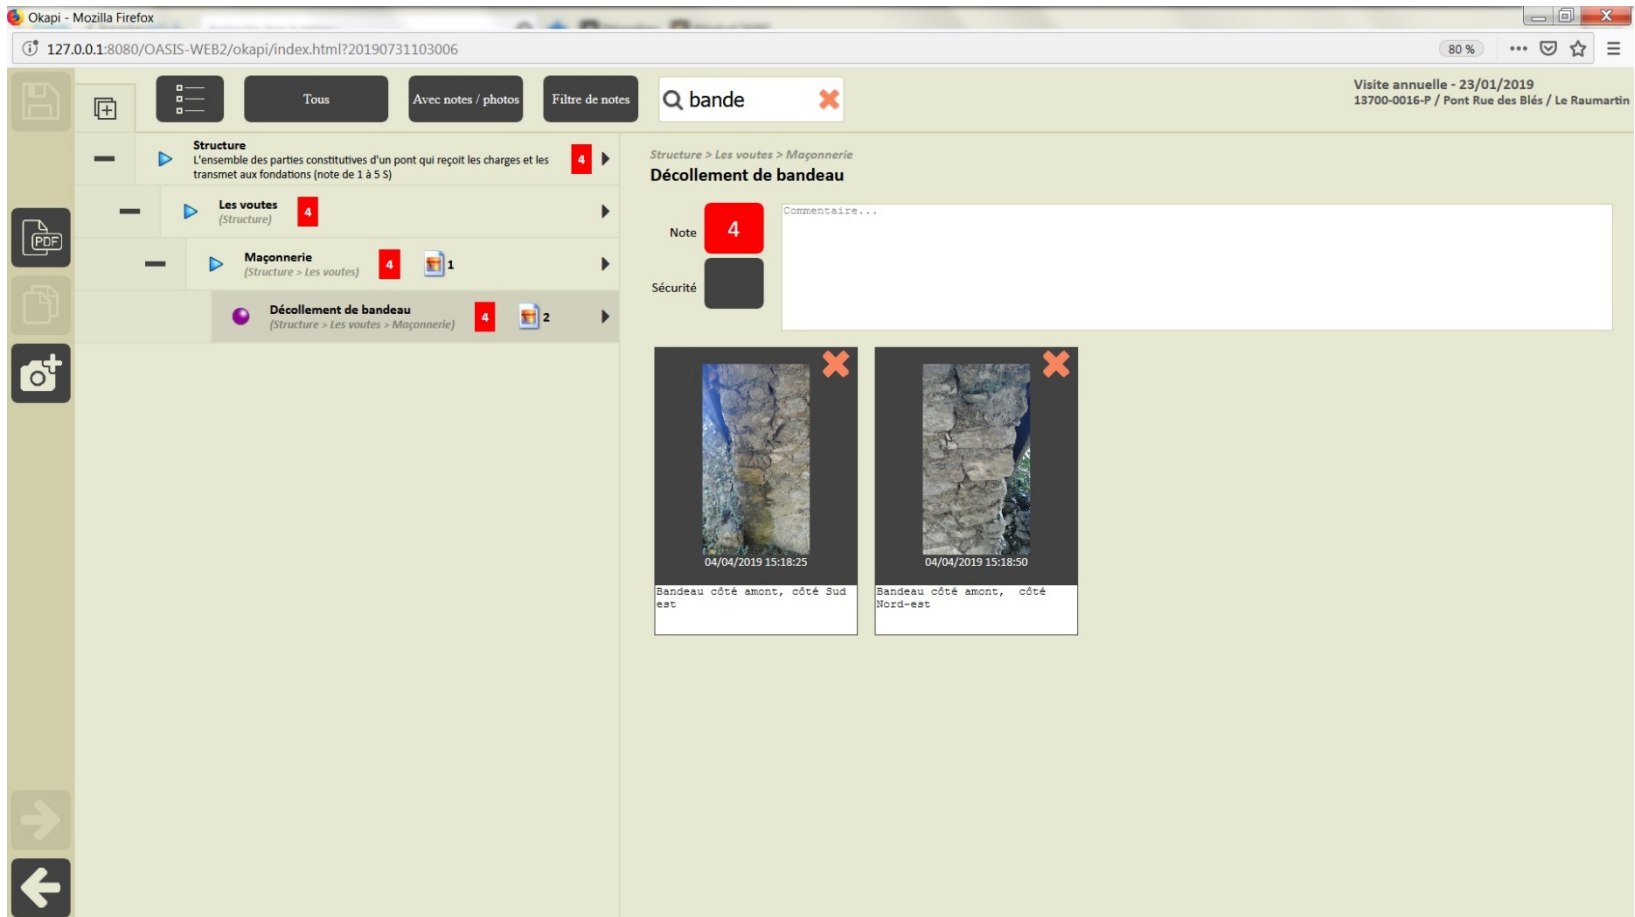 Okapi - Mozilla Firefox
127.0.0.1:8080/OASIS-WEB2/okapi/index.html?20190731103006
80 %
Tous
Avec notes / photos
Filtre de notes
bande
Visite annuelle - 23/01/2019
13700-0016-P / Pont Rue des Blés / Le Raumartin
Structure
L'ensemble des parties constitutives d'un pont qui reçoit les charges et les
transmet aux fondations (note de 1 à 5 S)
4
Les voutes
(Structure)
4
Maçonnerie
(Structure > Les voutes)
4
1
Décollement de bandeau
(Structure > Les voutes > Maçonnerie)
4
2
PDF
Structure > Les voutes > Maçonnerie
Décollement de bandeau
Note
4
Commentaire...
Sécurité
04/04/2019 15:18:25
Bandeau côté amont, côté Sud
est
04/04/2019 15:18:50
Bandeau côté amont,  côté
Nord-est